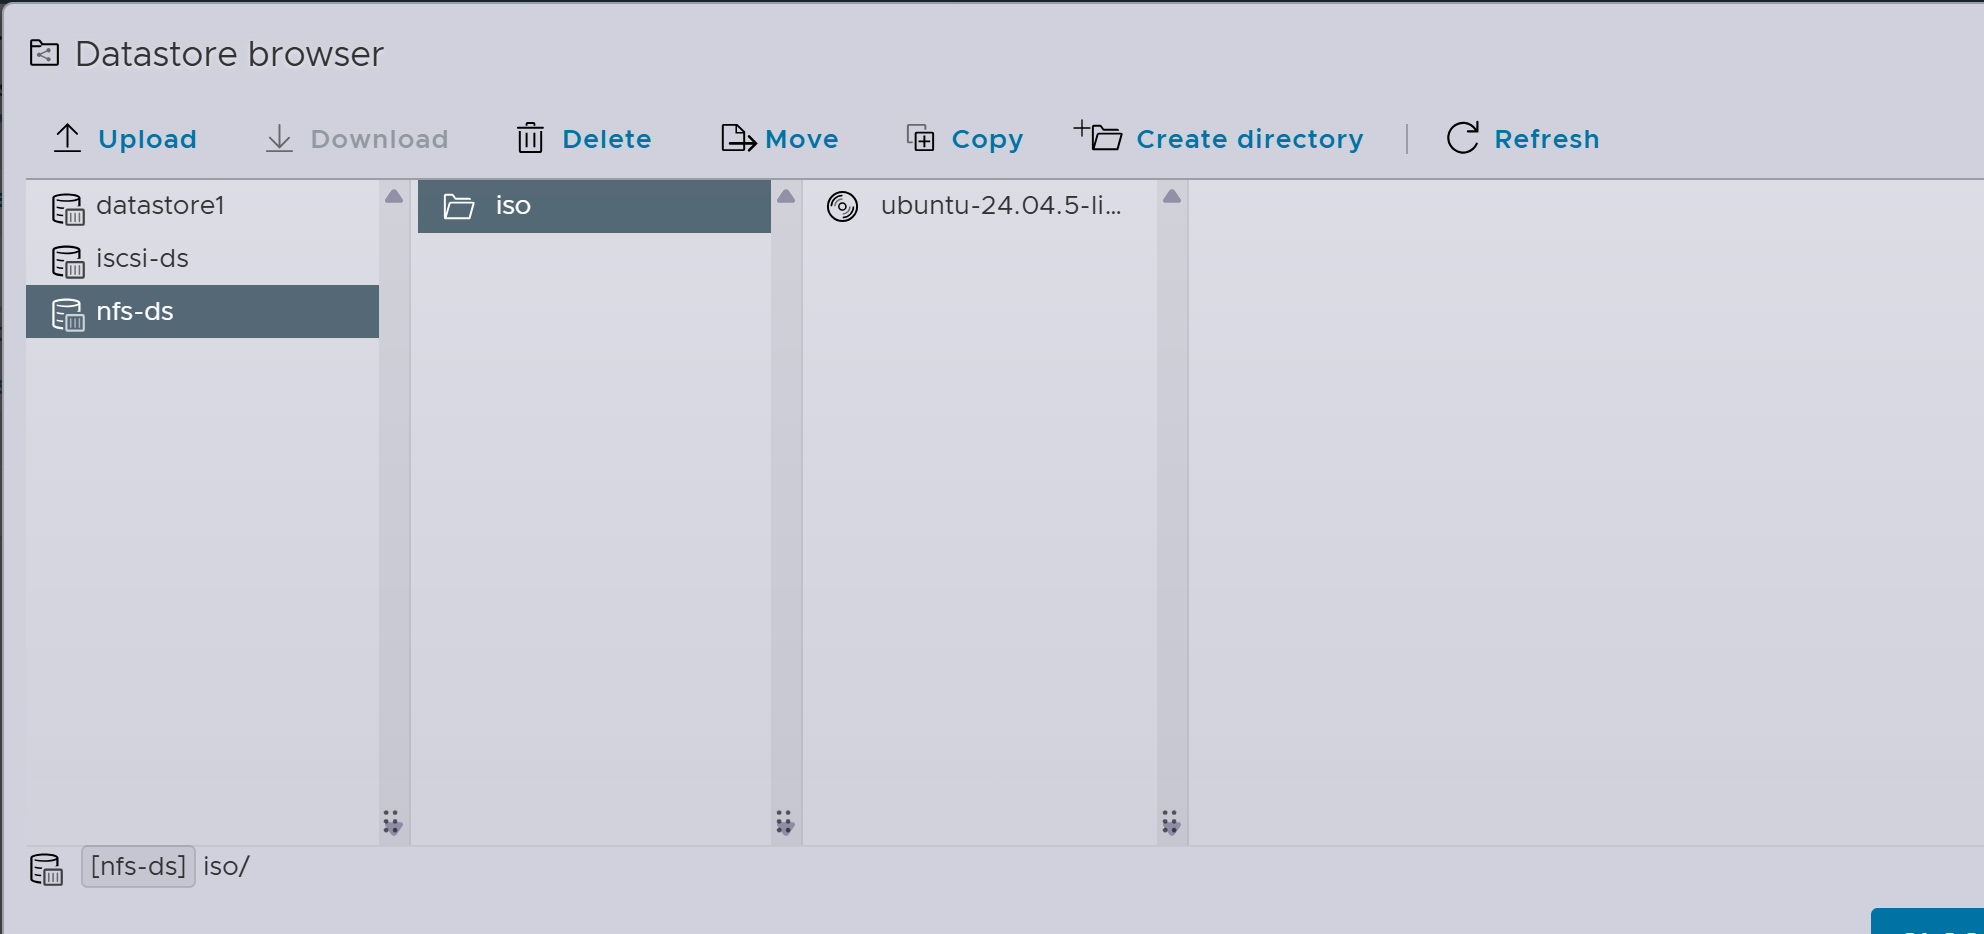 Datastore browser
Upload Download Delete Move Copy Create directory Refresh
datastore1 iso ubuntu-24.04.5-li...
iscsi-ds
nfs-ds
[nfs-ds] iso/